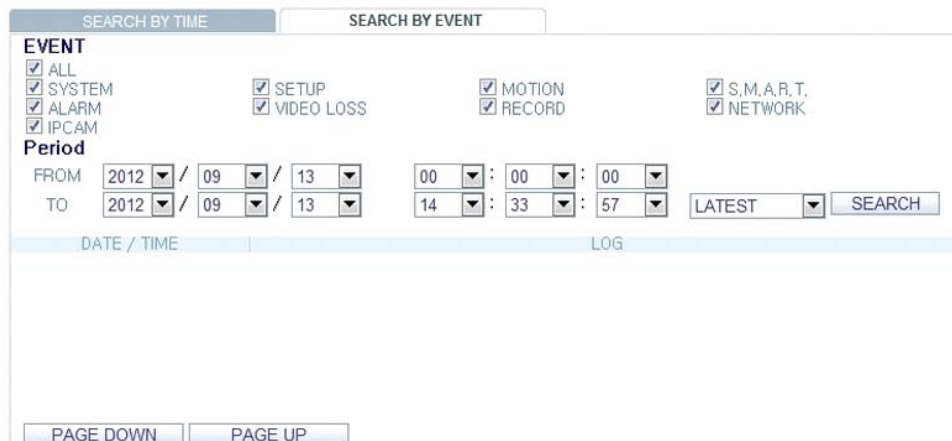 SEARCH BY TIME SEARCH BY EVENT
EVENT
ALL
SYSTEM SETUP MOTION S.M.A.R.T.
ALARM VIDEO LOSS RECORD NETWORK
IPCAM
Period
FROM 2012 / 09 / 13 00 : 00 : 00
TO 2012 / 09 / 13 14 : 33 : 57 LATEST SEARCH
DATE / TIME LOG
PAGE DOWN PAGE UP